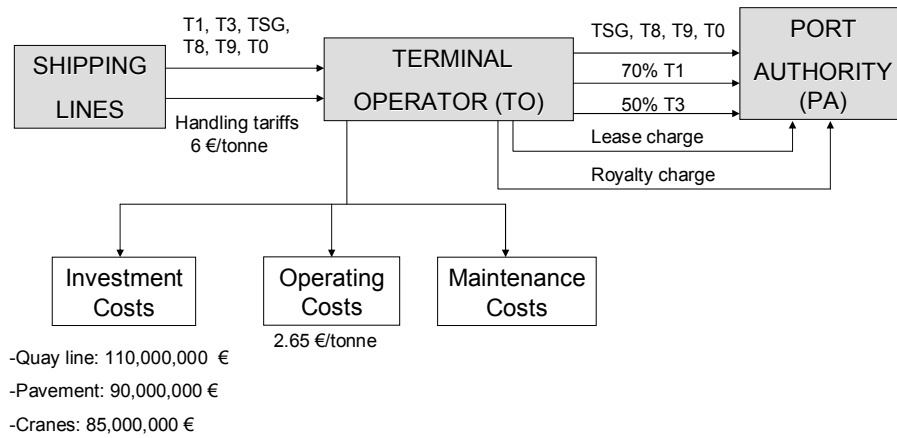 T1, T3, TSG,
T8, T9, T0
SHIPPING
LINES
Handling tariffs
6 €/tonne
TERMINAL
OPERATOR (TO)
TSG, T8, T9, T0
70% T1
50% T3
Lease charge
Royalty charge
PORT
AUTHORITY
(PA)
Investment
Costs
Operating
Costs
Maintenance
Costs
2.65 €/tonne
-Quay line: 110,000,000 €
-Pavement: 90,000,000 €
-Cranes: 85,000,000 €